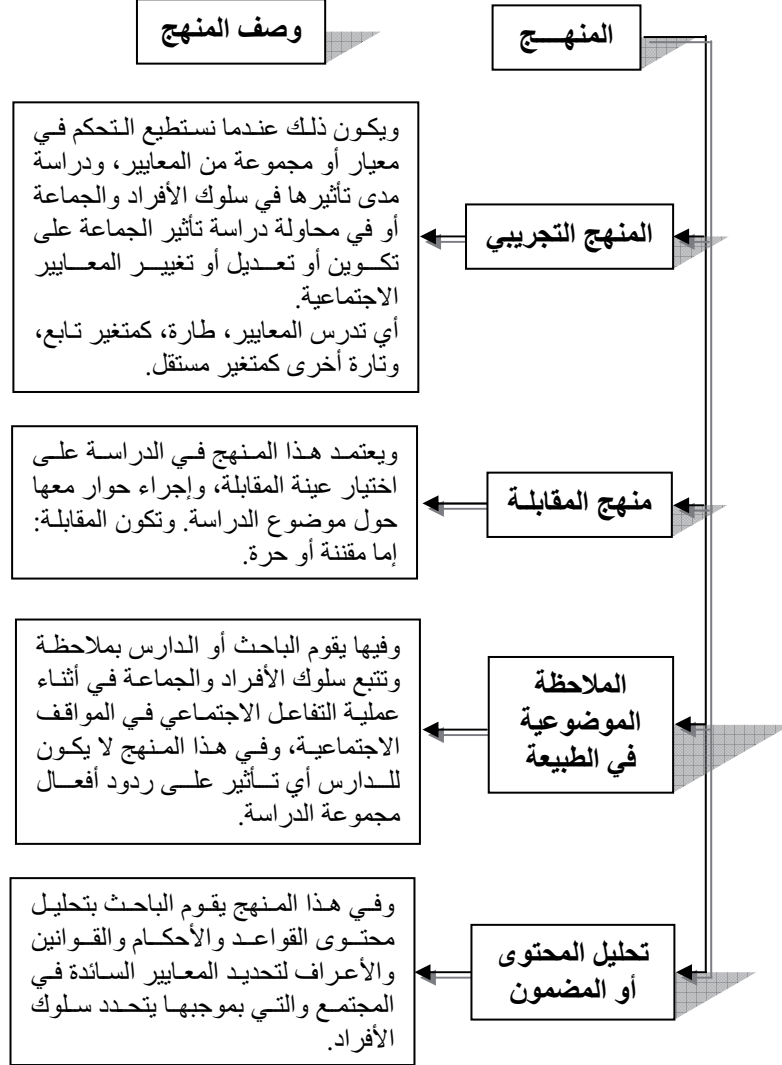 المنهـــج
وصف المنهج
المنهج التجريبي
ويكون ذلك عندما نستطيع التحكم في
معيار أو مجموعة من المعايير، ودراسة
مدى تأثيرها في سلوك الأفراد والجماعة
أو في محاولة دراسة تأثير الجماعة على
تكوين أو تعديل أو تغيير المعايير
الاجتماعية.
أي تدرس المعايير، طارة، كمتغير تابع،
وتارة أخرى كمتغير مستقل.
منهج المقابلة
ويعتمد هذا المنهج في الدراسة على
اختيار عينة المقابلة، وإجراء حوار معها
حول موضوع الدراسة. وتكون المقابلة:
إما مقننة أو حرة.
الملاحظة
الموضوعية
في الطبيعة
وفيها يقوم الباحث أو الدارس بملاحظة
وتتبع سلوك الأفراد والجماعة في أثناء
عملية التفاعل الاجتماعي في المواقف
الاجتماعية، وفي هذا المنهج لا يكون
للدارس أي تأثير على ردود أفعال
مجموعة الدراسة.
تحليل المحتوى
أو المضمون
وفي هذا المنهج يقوم الباحث بتحليل
محتوى القواعد والأحكام والقوانين
والأعراف لتحديد المعايير السائدة في
المجتمع والتي بموجبها يتحدد سلوك
الأفراد.